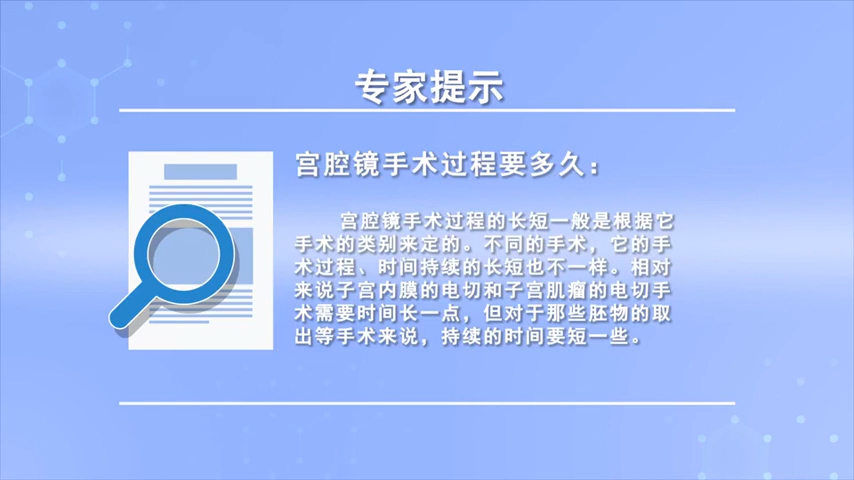 专家提示
宫腔镜手术过程要多久：
宫腔镜手术过程的长短一般是根据它
手术的类别来定的。不同的手术，它的手
术过程、时间持续的长短也不一样。相对
来说子宫内膜的电切和子宫肌瘤的电切手
术需要时间长一点，但对于那些胚物的取
出等手术来说，持续的时间要短一些。